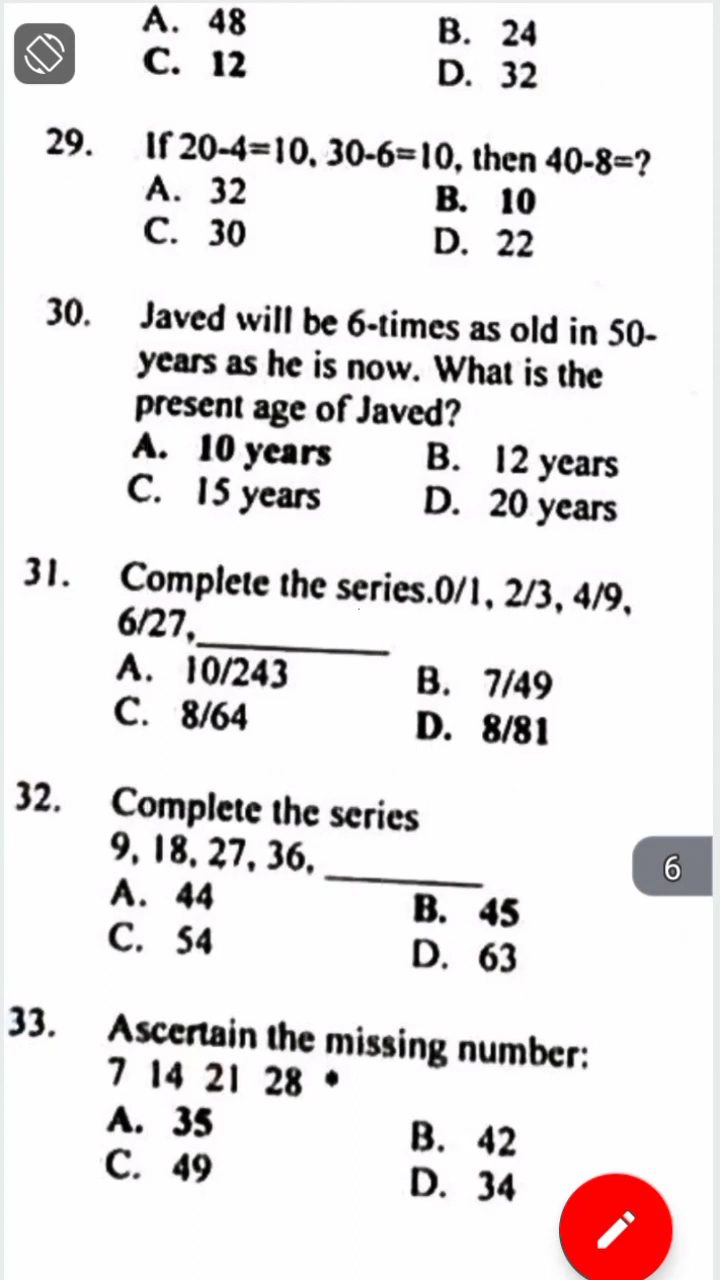 A. 48 B. 24
C. 12 D. 32
29. If 20-4=10, 30-6=10, then 40-8=?
A. 32 B. 10
C. 30 D. 22
30. Javed will be 6-times as old in 50-
years as he is now. What is the
present age of Javed?
A. 10 years B. 12 years
C. 15 years D. 20 years
31. Complete the series.0/1, 2/3, 4/9,
6/27,__________
A. 10/243 B. 7/49
C. 8/64 D. 8/81
32. Complete the series
9, 18, 27, 36, ________
6
A. 44 B. 45
C. 54 D. 63
33. Ascertain the missing number:
7 14 21 28 •
A. 35 B. 42
C. 49 D. 34